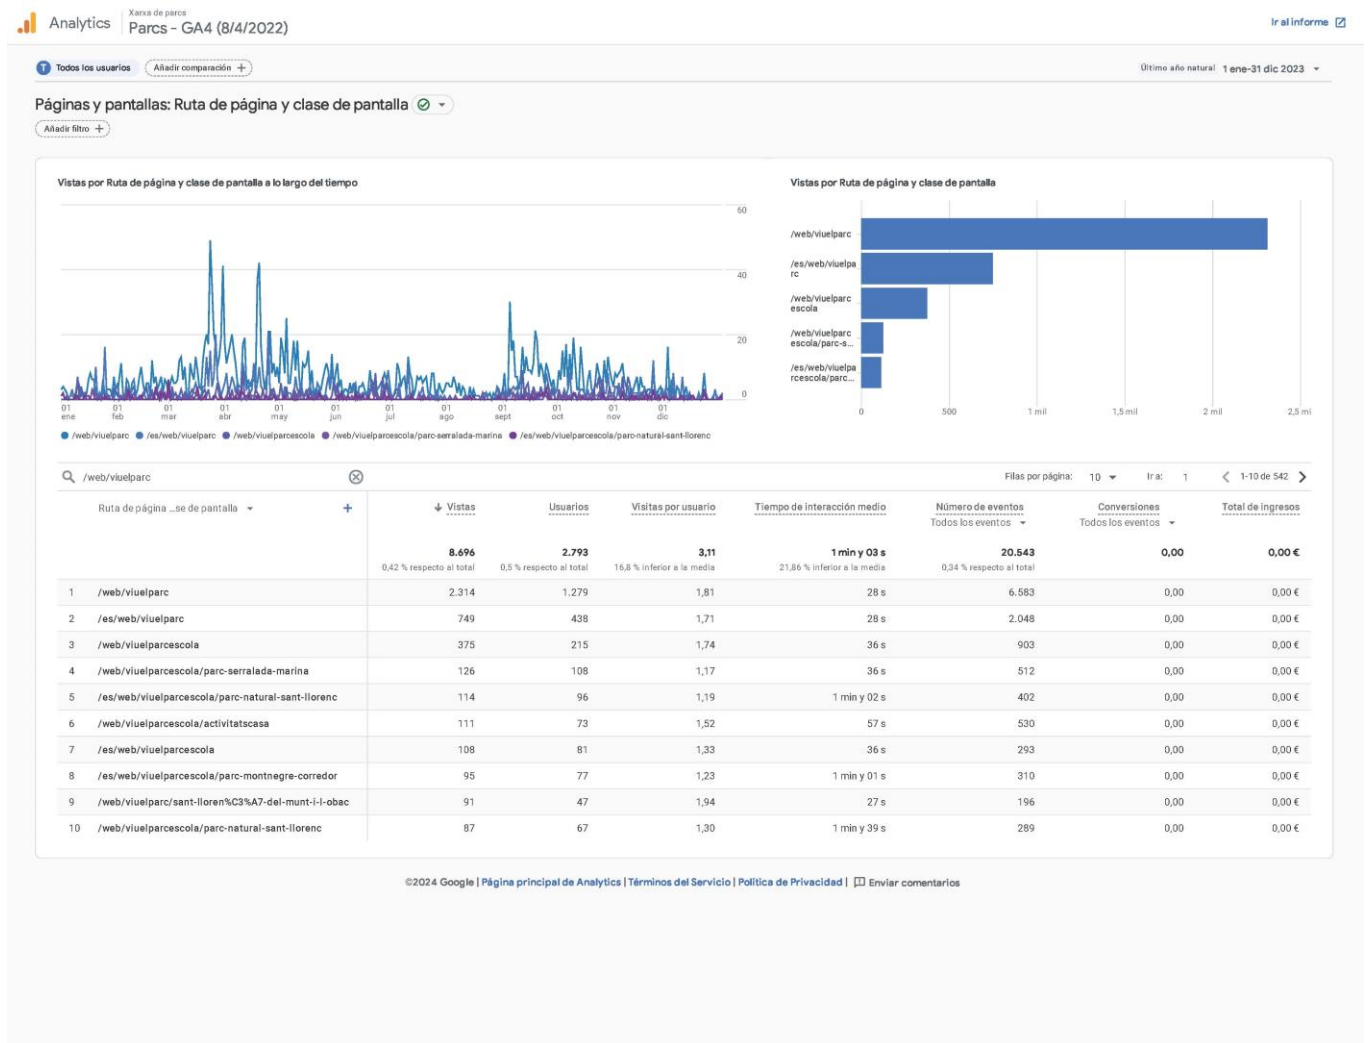 Analytics
Xarxa de parcs
Parcs - GA4 (8/4/2022)
Ir al informe
T Todos los usuarios
Añadir comparación +
Último año natural 1 ene-31 dic 2023
Páginas y pantallas: Ruta de página y clase de pantalla
Añadir filtro +
Vistas por Ruta de página y clase de pantalla a lo largo del tiempo
60
40
20
0
01 ene
01 feb
01 mar
01 abr
01 may
01 jun
01 jul
01 ago
01 sept
01 oct
01 nov
01 dic
/web/viuelparc /es/web/viuelparc /web/viuelparcescola /web/viuelparcescola/parc-serralada-marina /es/web/viuelparcescola/parc-natural-sant-llorenc
Vistas por Ruta de página y clase de pantalla
/web/viuelparc
/es/web/viuelpa
rc
/web/viuelparc
escola
/web/viuelparc
escola/parc-s...
/es/web/viuelpa
rcescola/parc...
0 500 1 mil 1,5 mil 2 mil 2,5 mi
/web/viuelparc
Filas por página: 10 Ir a: 1 1-10 de 542
Ruta de página ...se de pantalla + Vistas Usuarios Visitas por usuario Tiempo de interacción medio Número de eventos Conversiones Total de ingresos
Todos los eventos Todos los eventos
8.696 2.793 3,11 1 min y 03 s 20.543 0,00 0,00 €
0,42 % respecto al total 0,5 % respecto al total 16,8 % inferior a la media 21,86 % inferior a la media 0,34 % respecto al total
1 /web/viuelparc 2.314 1.279 1,81 28 s 6.583 0,00 0,00 €
2 /es/web/viuelparc 749 438 1,71 28 s 2.048 0,00 0,00 €
3 /web/viuelparcescola 375 215 1,74 36 s 903 0,00 0,00 €
4 /web/viuelparcescola/parc-serralada-marina 126 108 1,17 36 s 512 0,00 0,00 €
5 /es/web/viuelparcescola/parc-natural-sant-llorenc 114 96 1,19 1 min y 02 s 402 0,00 0,00 €
6 /web/viuelparcescola/activitatscasa 111 73 1,52 57 s 530 0,00 0,00 €
7 /es/web/viuelparcescola 108 81 1,33 36 s 293 0,00 0,00 €
8 /es/web/viuelparcescola/parc-montnegre-corredor 95 77 1,23 1 min y 01 s 310 0,00 0,00 €
9 /web/viuelparc/sant-lloren%C3%A7-del-munt-i-l-obac 91 47 1,94 27 s 196 0,00 0,00 €
10 /web/viuelparcescola/parc-natural-sant-llorenc 87 67 1,30 1 min y 39 s 289 0,00 0,00 €
©2024 Google | Página principal de Analytics | Términos del Servicio | Política de Privacidad | Enviar comentarios